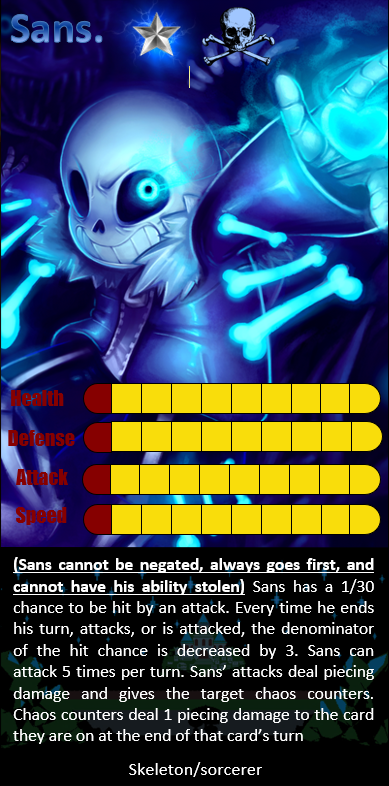 Sans.
Health
Defense
Attack
Speed
(Sans cannot be negated, always goes first, and
cannot have his ability stolen) Sans has a 1/30
chance to be hit by an attack. Every time he ends
his turn, attacks, or is attacked, the denominator
of the hit chance is decreased by 3. Sans can
attack 5 times per turn. Sans’ attacks deal piecing
damage and gives the target chaos counters.
Chaos counters deal 1 piecing damage to the card
they are on at the end of that card’s turn
Skeleton/sorcerer